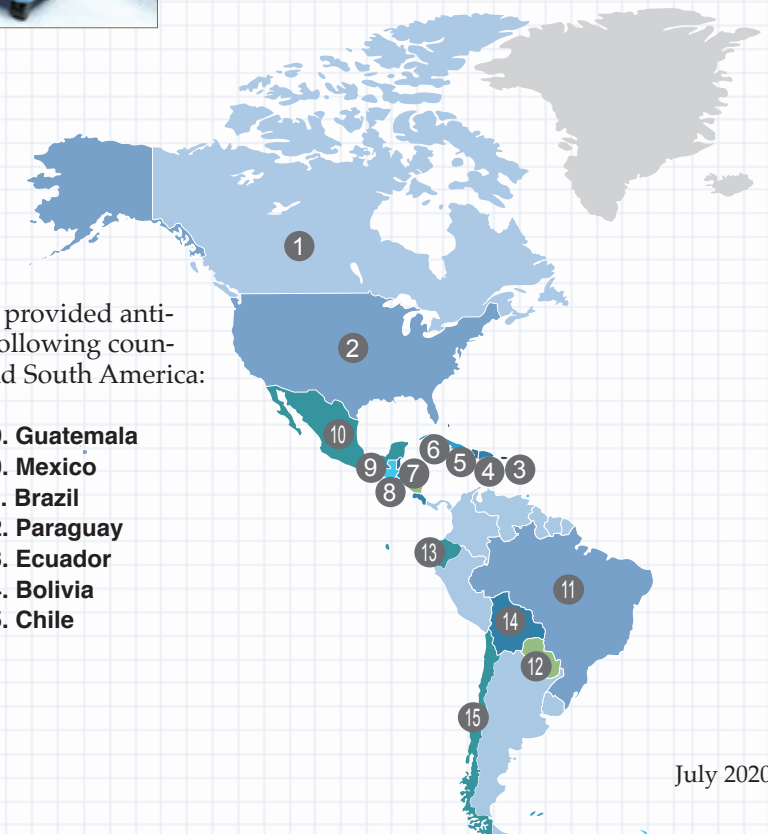 provided anti-
ollowing coun-
d South America:
. Guatemala
. Mexico
. Brazil
. Paraguay
. Ecuador
. Bolivia
. Chile
1
2
10
6
5
4
3
9
7
8
13
11
14
12
15
July 2020